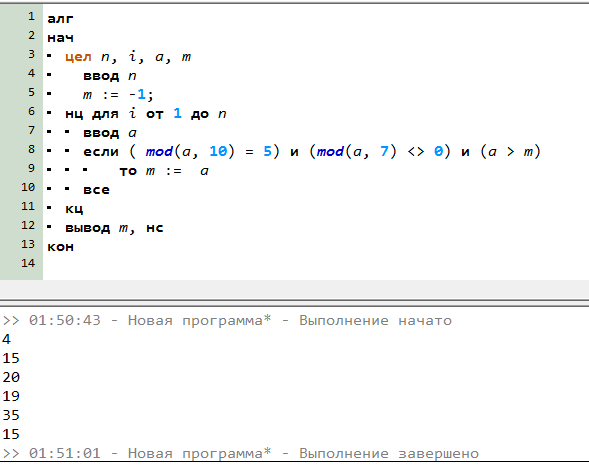 1 алг
2 нач
3 цел n, i, a, m
4 ввод n
5 m := -1;
6 нц для i от 1 до n
7 ввод a
8 если ( mod(a, 10) = 5) и (mod(a, 7) <> 0) и (a > m)
9 то m := a
10 все
11 кц
12 вывод m, нс
13 кон
14
>> 01:50:43 - Новая программа* - Выполнение начато
4
15
20
19
35
15
>> 01:51:01 - Новая программа* - Выполнение завершено